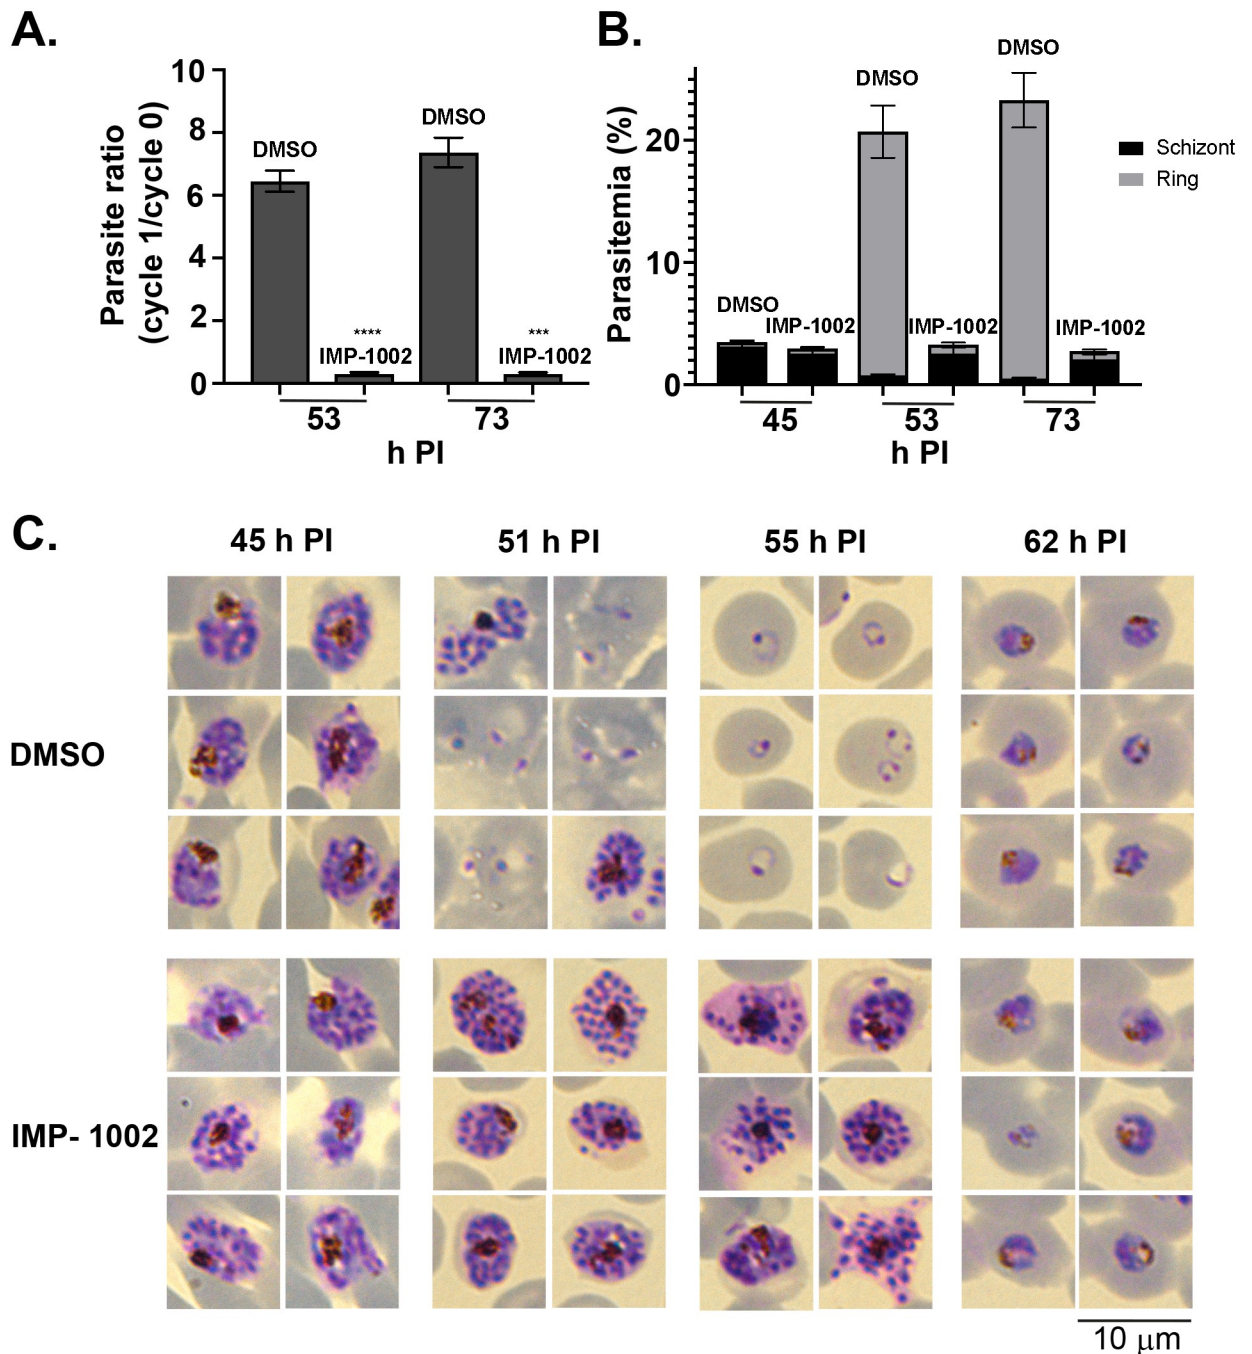 A.
Parasite ratio
(cycle 1/cycle 0)
10
8
6
4
2
0
DMSO
****
IMP-1002
DMSO
***
IMP-1002
53
73
h PI
B.
Parasitemia (%)
20
10
0
DMSO
IMP-1002
DMSO
IMP-1002
DMSO
IMP-1002
45
53
73
h PI
Schizont
Ring
C.
45 h PI
51 h PI
55 h PI
62 h PI
DMSO
IMP- 1002
10 μm